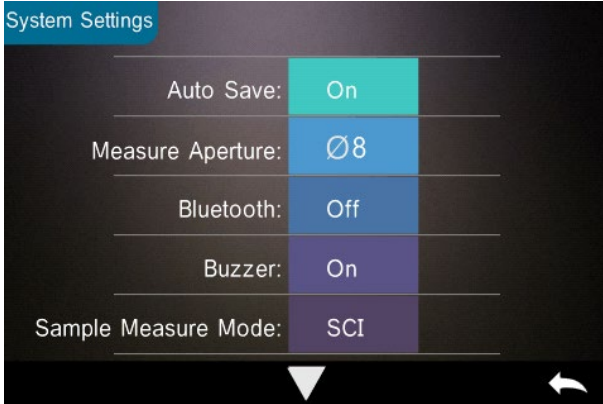 System Settings
Auto Save: On
Measure Aperture: Ø8
Bluetooth: Off
Buzzer: On
Sample Measure Mode: SCI